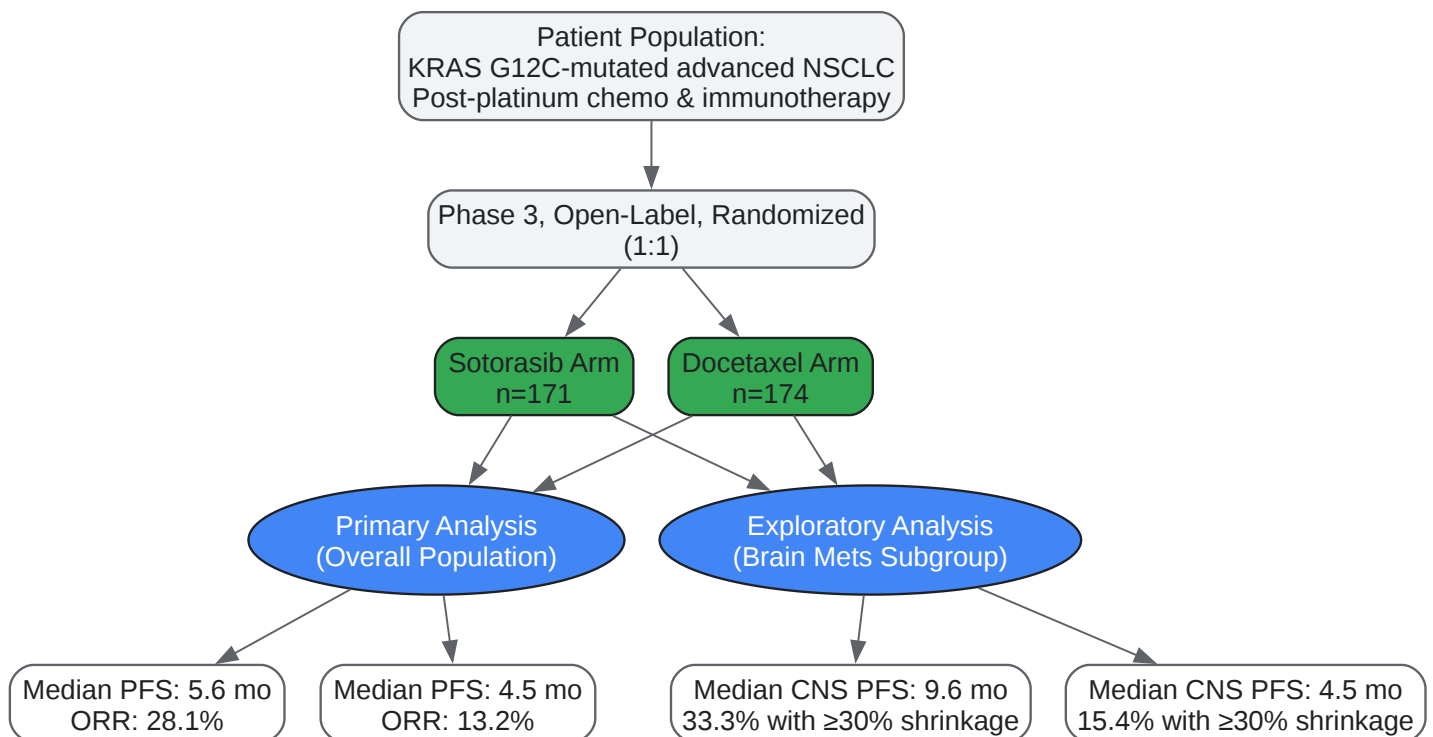 Patient Population:
KRAS G12C-mutated advanced NSCLC
Post-platinum chemo & immunotherapy
Phase 3, Open-Label, Randomized
(1:1)
Sotorasib Arm
n=171
Docetaxel Arm
n=174
Primary Analysis
(Overall Population)
Exploratory Analysis
(Brain Mets Subgroup)
Median PFS: 5.6 mo
ORR: 28.1%
Median PFS: 4.5 mo
ORR: 13.2%
Median CNS PFS: 9.6 mo
33.3% with ≥30% shrinkage
Median CNS PFS: 4.5 mo
15.4% with ≥30% shrinkage